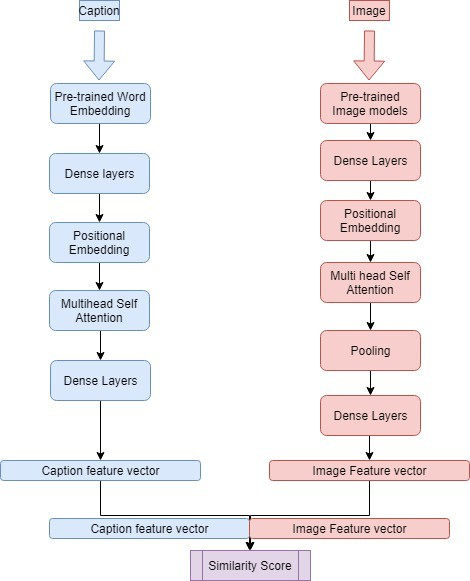 Caption
Pre-trained Word
Embedding
Dense layers
Positional
Embedding
Multihead Self
Attention
Dense Layers
Caption feature vector
Image
Pre-trained
Image models
Dense Layers
Positional
Embedding
Multi head Self
Attention
Pooling
Dense Layers
Image Feature vector
Caption feature vector
Image Feature vector
Similarity Score